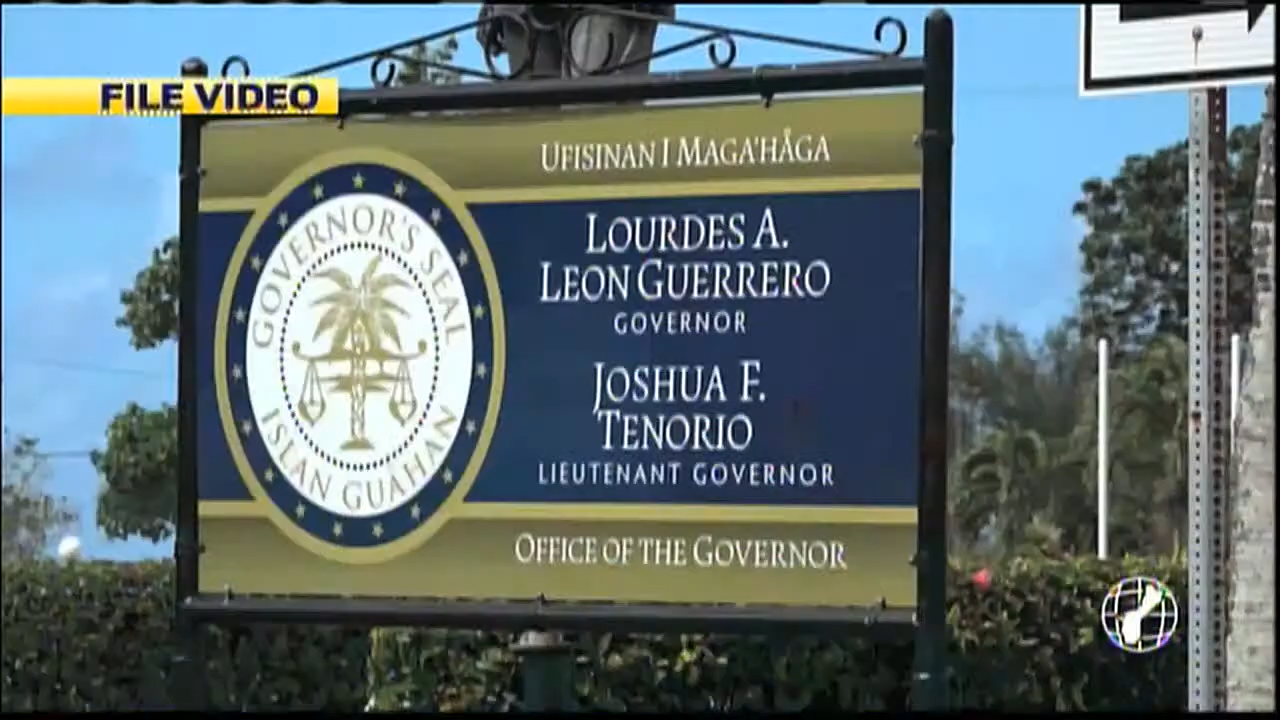 FILE VIDEO
UFISINAN I MAGA'HÅGA
LOURDES A.
LEON GUERRERO
GOVERNOR
JOSHUA F.
TENORIO
LIEUTENANT GOVERNOR
OFFICE OF THE GOVERNOR
GOVERNOR'S SEAL
ISLAN GUÅHAN